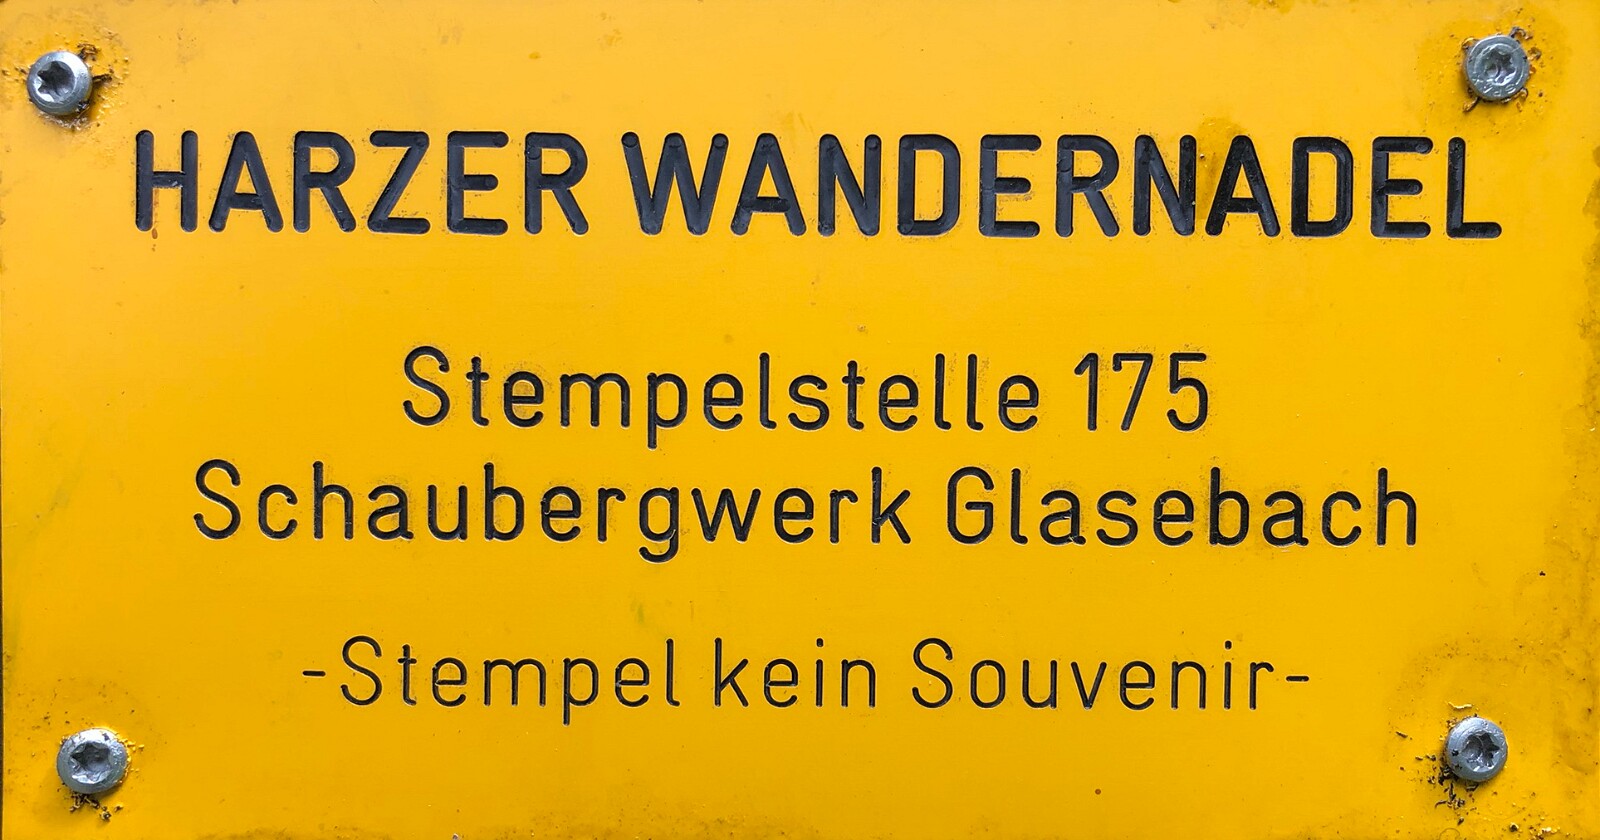 HARZER WANDERNADEL
Stempelstelle 175
Schaubergwerk Glasebach
-Stempel kein Souvenir-